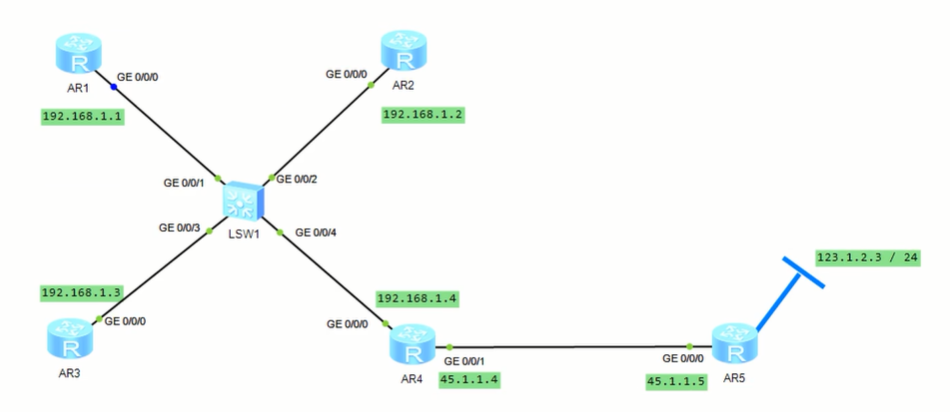 GE 0/0/0
AR1
192.168.1.1
GE 0/0/0
AR2
192.168.1.2
GE 0/0/1
GE 0/0/2
LSW1
GE 0/0/3
GE 0/0/4
123.1.2.3 / 24
192.168.1.3
GE 0/0/0
AR3
192.168.1.4
GE 0/0/0
AR4
GE 0/0/1
45.1.1.4
GE 0/0/0
45.1.1.5
AR5
R
R
R
R
R